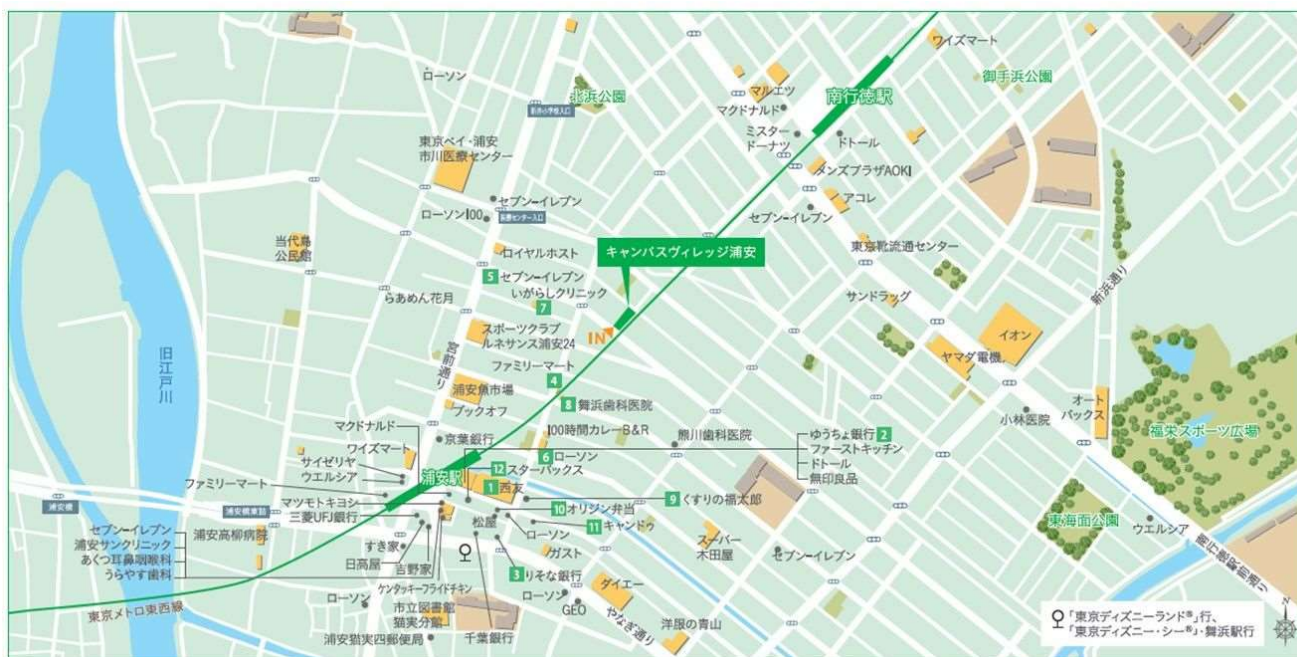 ワイズマート
御手浜公園
ローソン
北浜公園
マルエツ
南行徳駅
マクドナルド
新井小学校入口
ミスター
ドーナツ
ドトール
東京ベイ・浦安
市川医療センター
メンズプラザAOKI
アコレ
セブン-イレブン
ローソン100
医療センター入口
セブン-イレブン
当代島
公民館
ロイヤルホスト
キャンパスヴィレッジ浦安
東京靴流通センター
新浜通り
5 セブン-イレブン
いがらしクリニック
7
らあめん花月
サンドラッグ
IN
スポーツクラブ
ルネサンス浦安24
イオン
ヤマダ電機
旧江戸川
宮前通り
ファミリーマート
4
浦安魚市場
ブックオフ
8 舞浜歯科医院
オート
バックス
小林医院
福栄スポーツ広場
マクドナルド
京葉銀行
100時間カレーB&R
熊川歯科医院
ゆうちょ銀行 2
ファーストキッチン
ドトール
無印良品
ワイズマート
サイゼリヤ
ウエルシア
ファミリーマート
浦安駅
6 ローソン
12 スターバックス
1 西友
9 くすりの福太郎
浦安橋
浦安橋東詰
マツモトキヨシ
三菱UFJ銀行
松屋
10 オリジン弁当
11 キャンドゥ
ローソン
東海面公園
ウエルシア
セブン-イレブン
浦安サンクリニック
あくつ耳鼻咽喉科
うらやす歯科
浦安高柳病院
すき家
日高屋
吉野家
ケンタッキーフライドチキン
ガスト
スーパー
木田屋
セブン-イレブン
南行徳駅前通り
3 りそな銀行
ダイエー
ローソン
GEO
やなぎ通り
洋服の青山
東京メトロ東西線
ローソン
市立図書館
猫実分館
浦安猫実四郵便局
千葉銀行
「東京ディズニーランド®」行、
「東京ディズニー・シー®」・舞浜駅行